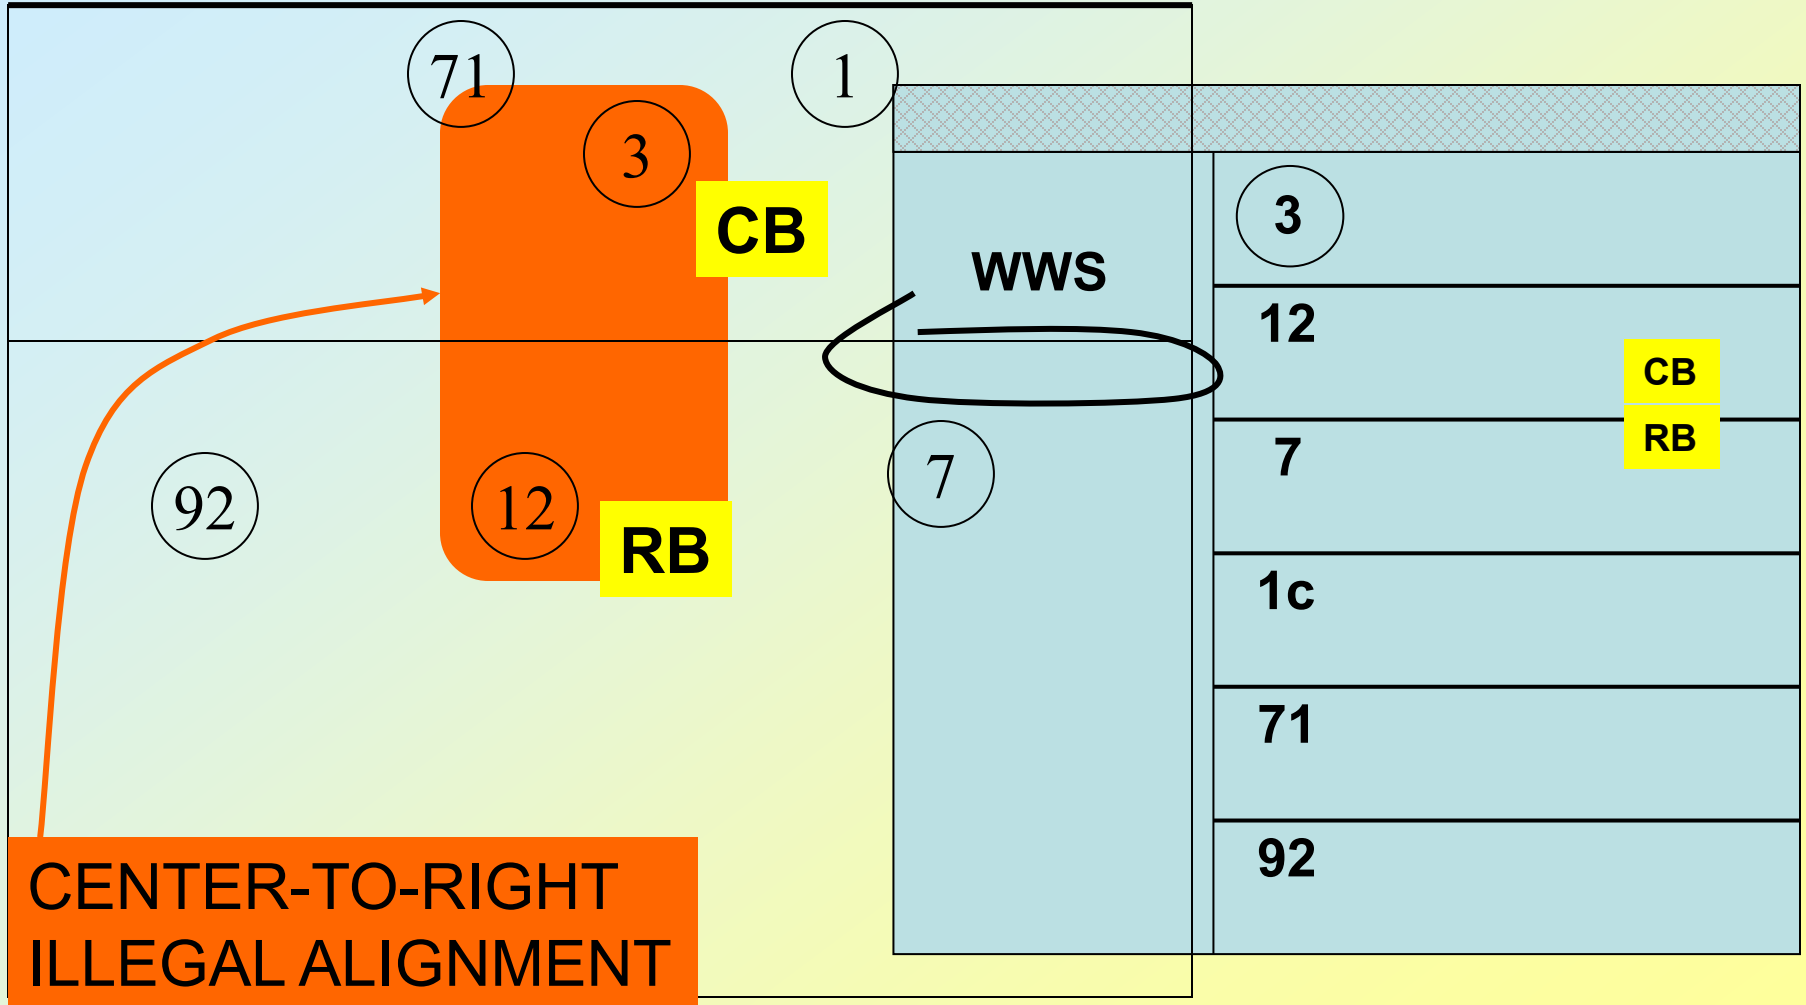 71
1
3
CB
WWS
92
12
RB
7
3
12
CB
7
RB
1c
71
92
CENTER-TO-RIGHT
ILLEGAL ALIGNMENT